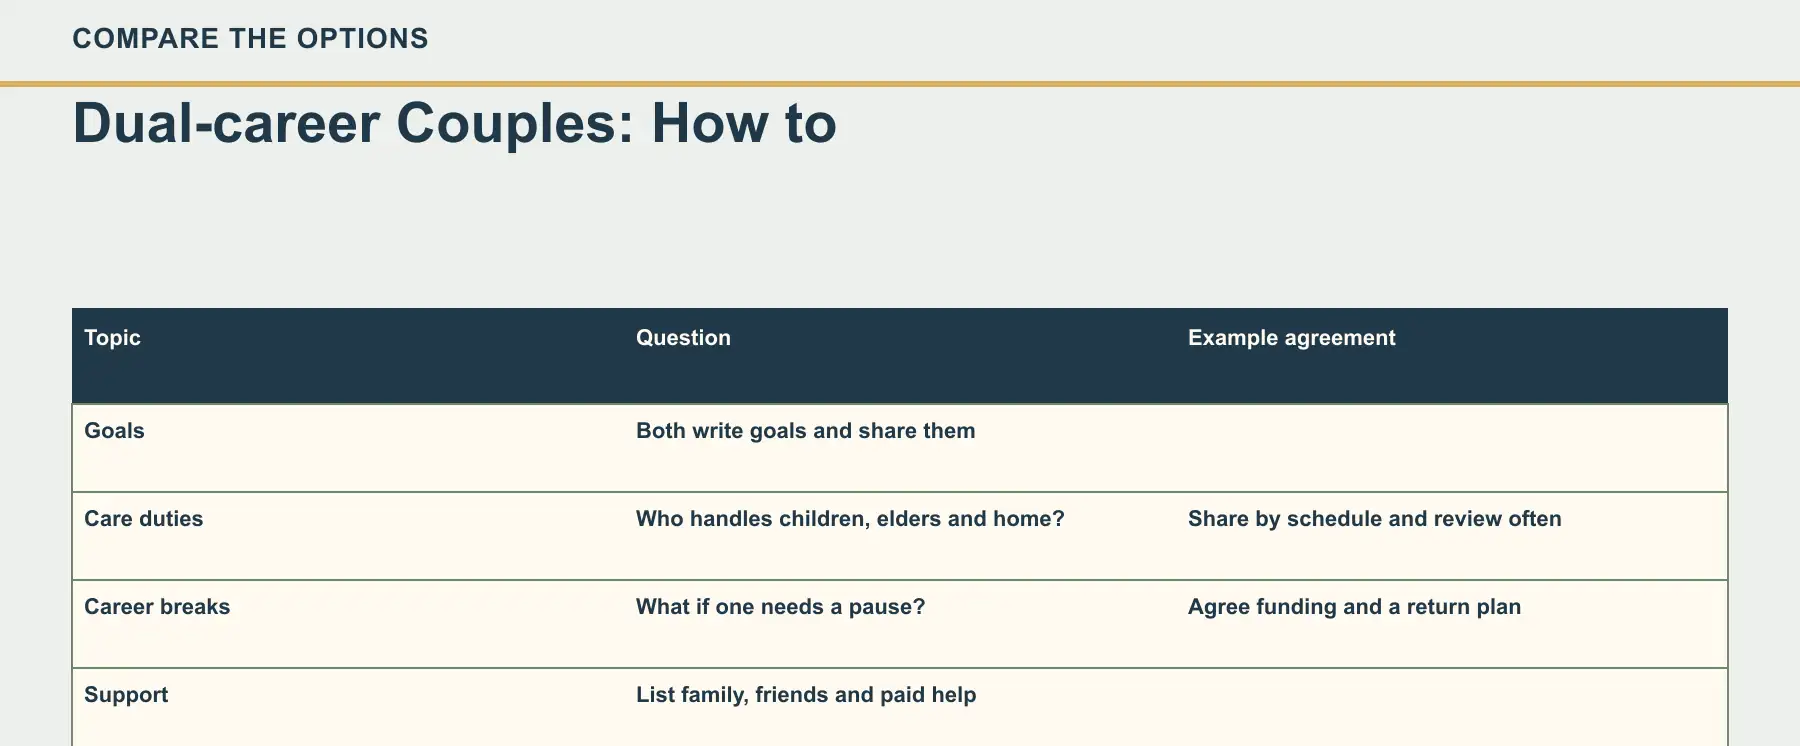 COMPARE THE OPTIONS
Dual-career Couples: How to
Topic Question Example agreement
Goals Both write goals and share them
Care duties Who handles children, elders and home? Share by schedule and review often
Career breaks What if one needs a pause? Agree funding and a return plan
Support List family, friends and paid help